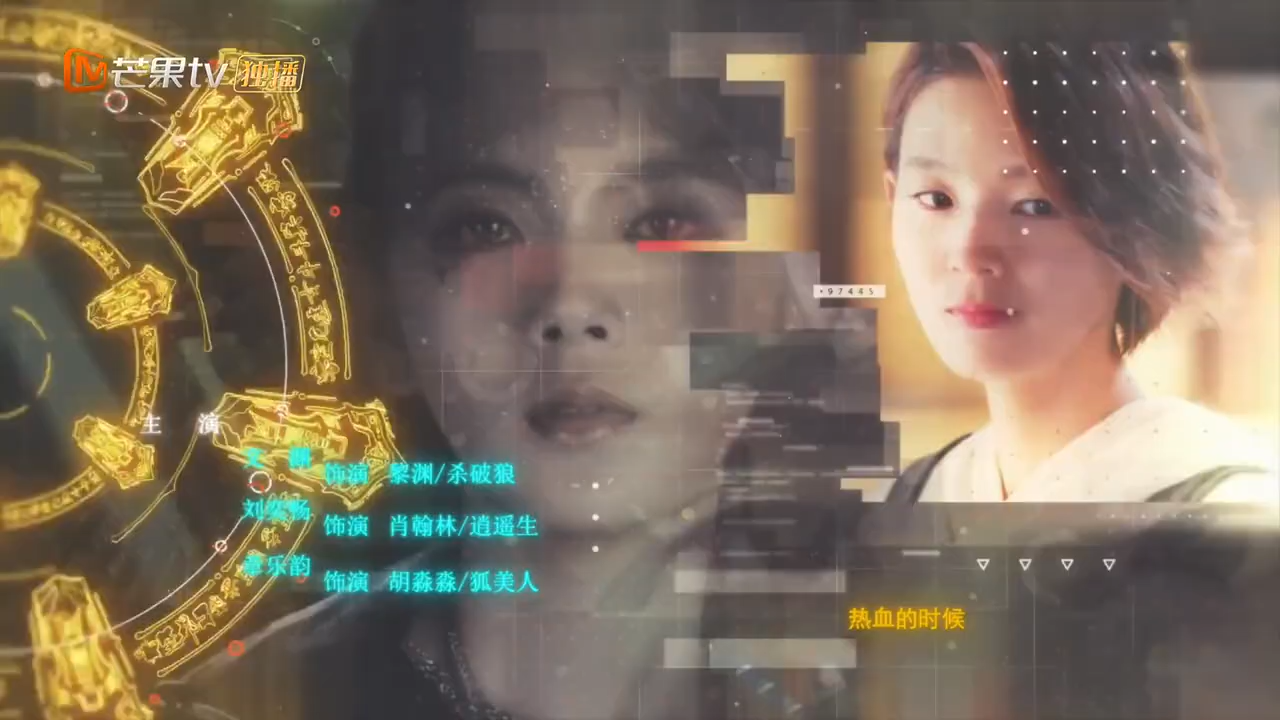 芒果tv 独播
97445
主 演
饰演 黎渊/杀破狼
饰演 肖翰林/逍遥生
章乐韵 饰演 胡淼淼/狐美人
热血的时候